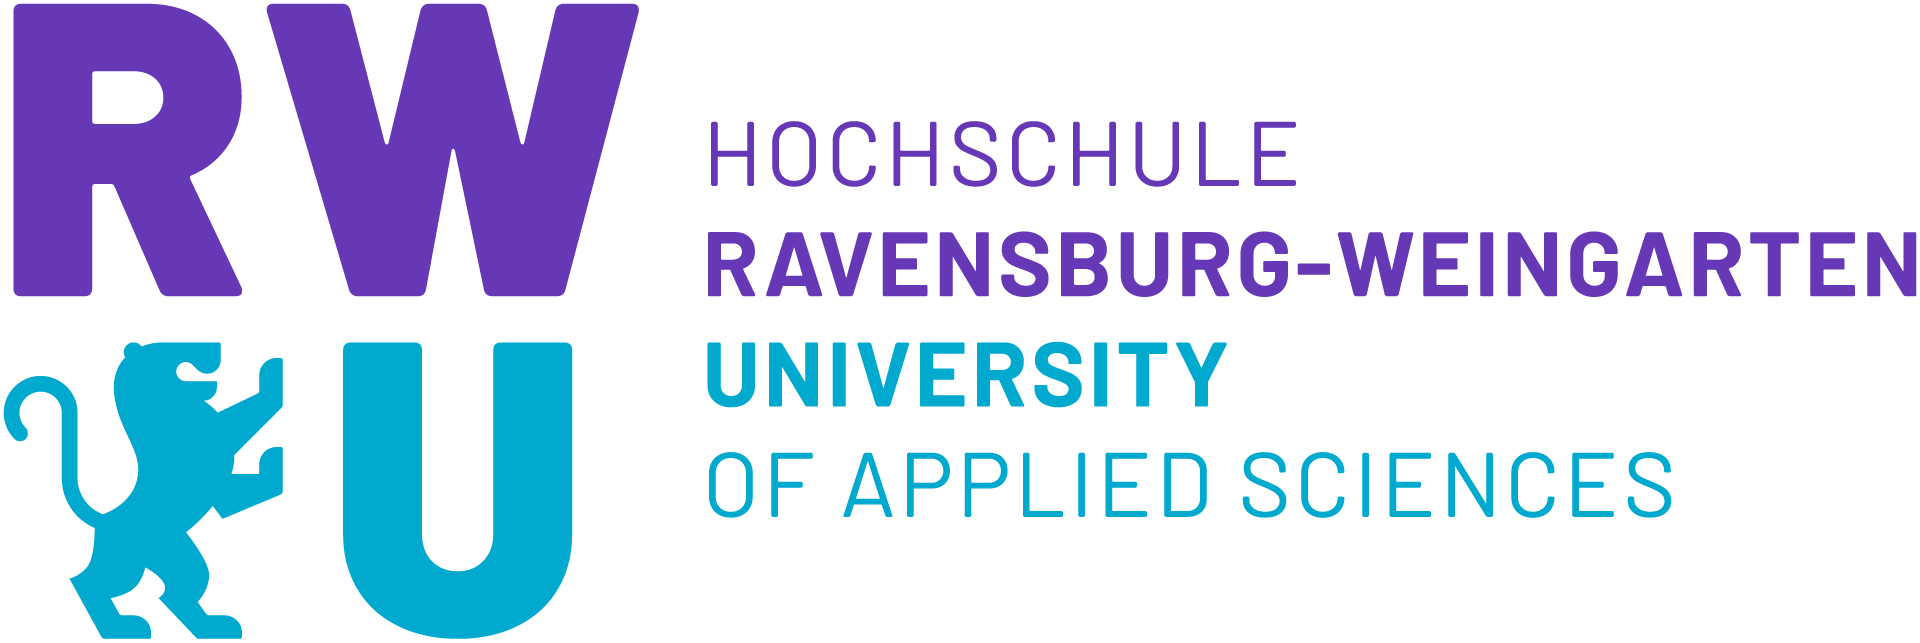 RW
U
HOCHSCHULE
RAVENSBURG-WEINGARTEN
UNIVERSITY
OF APPLIED SCIENCES